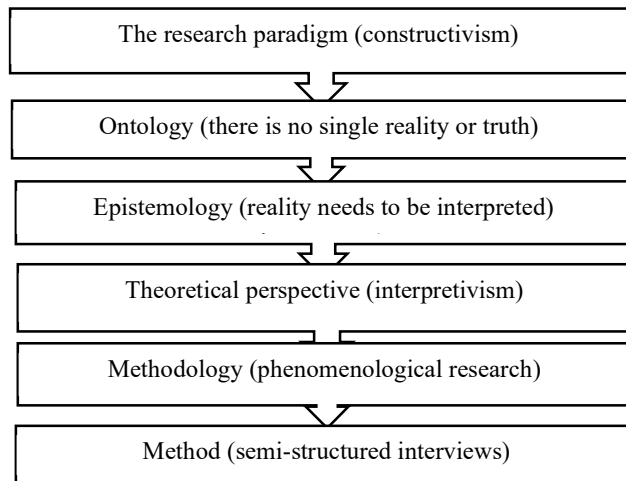 The research paradigm (constructivism)
Ontology (there is no single reality or truth)
Epistemology (reality needs to be interpreted)
Theoretical perspective (interpretivism)
Methodology (phenomenological research)
Method (semi-structured interviews)